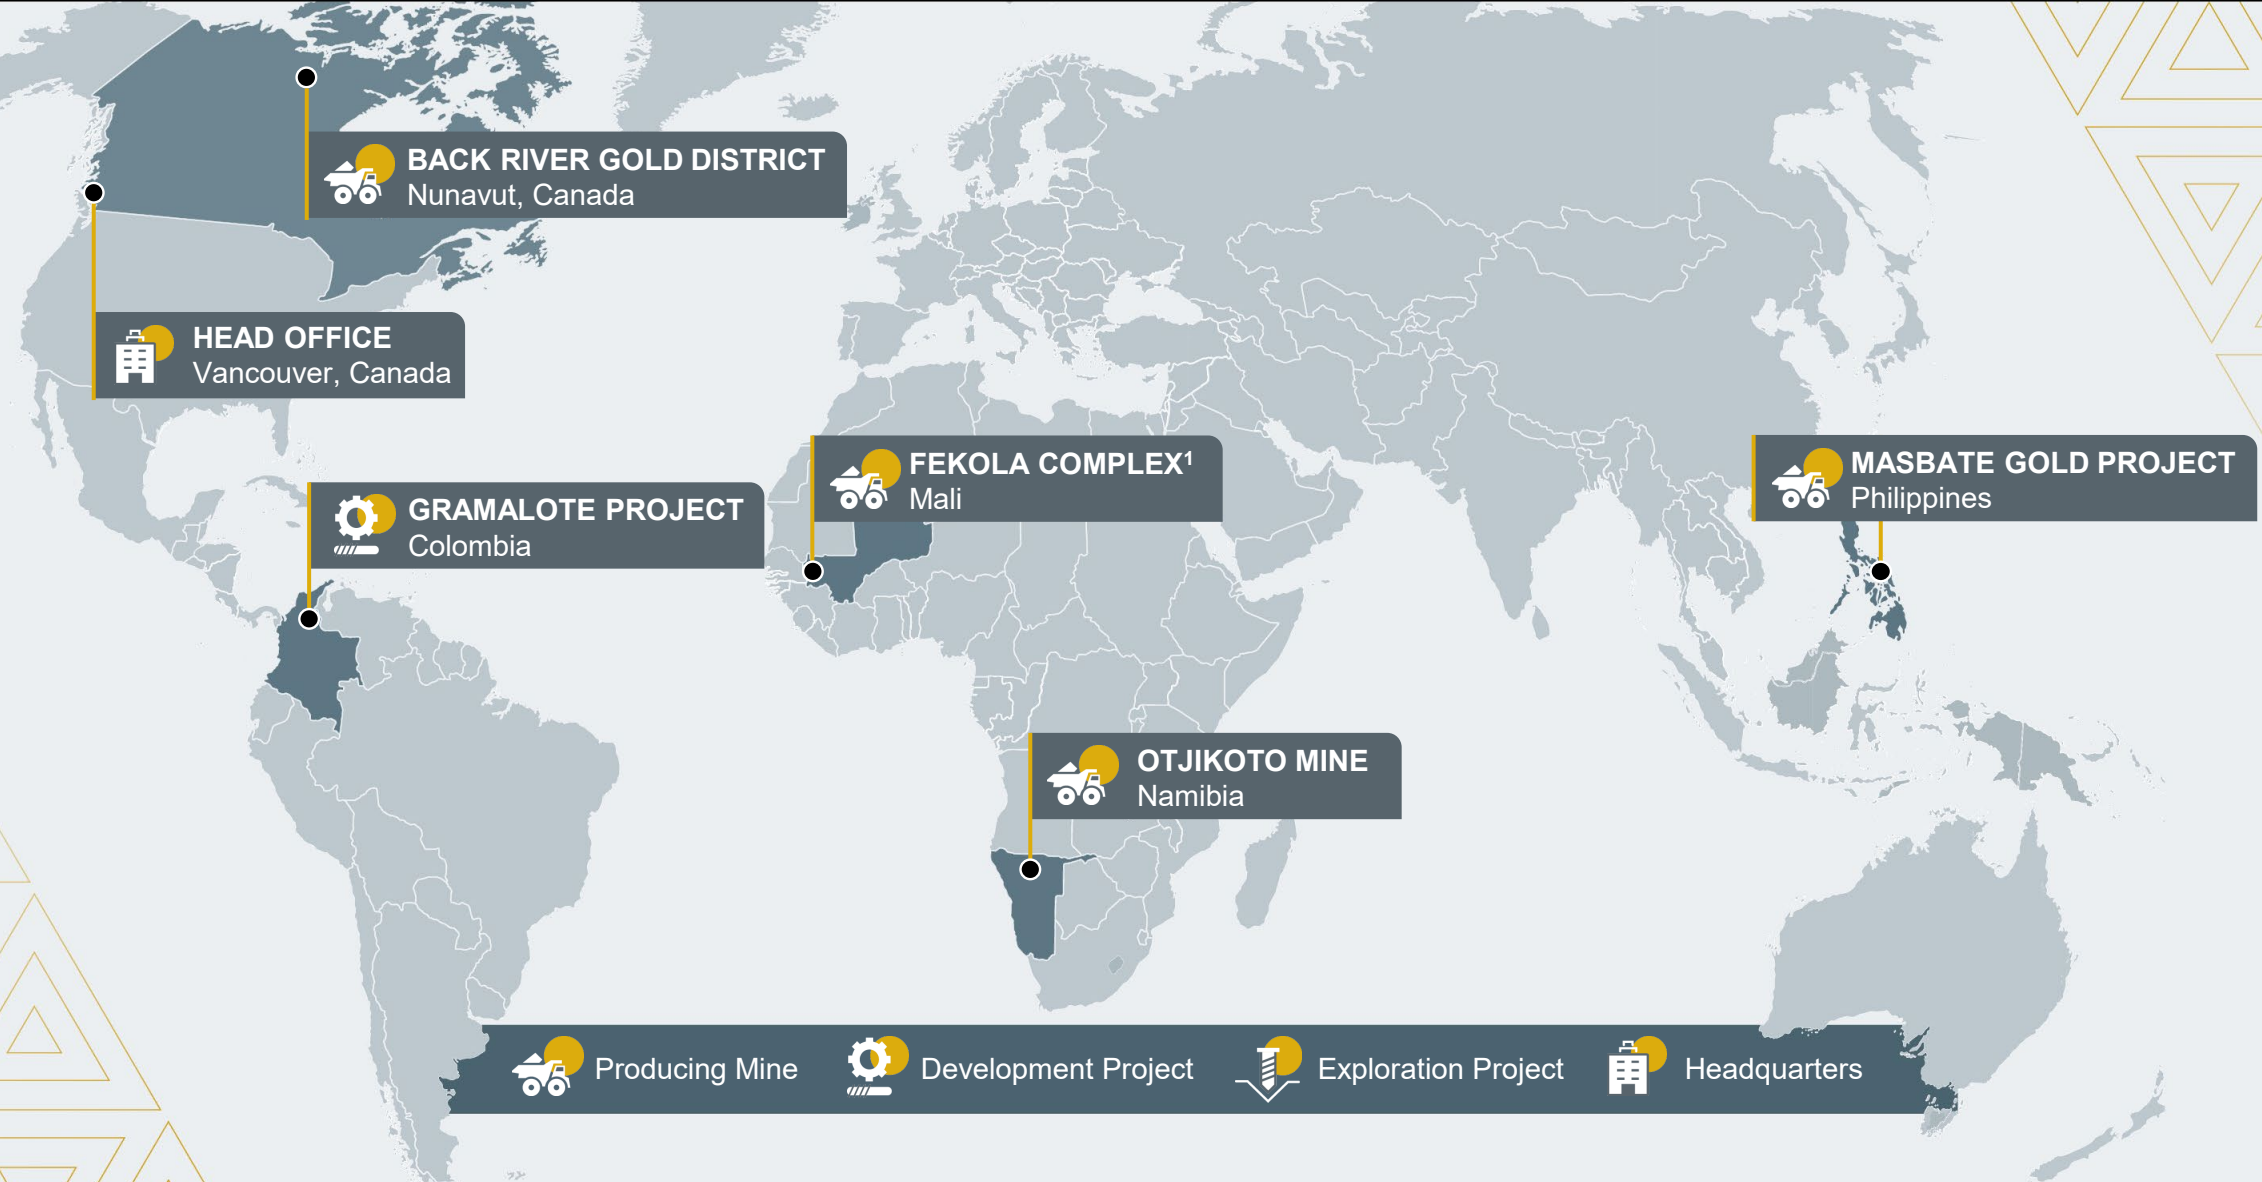 BACK RIVER GOLD DISTRICT
Nunavut, Canada
HEAD OFFICE
Vancouver, Canada
FEKOLA COMPLEX¹
Mali
MASBATE GOLD PROJECT
Philippines
GRAMALOTE PROJECT
Colombia
OTJIKOTO MINE
Namibia
Producing Mine
Development Project
Exploration Project
Headquarters